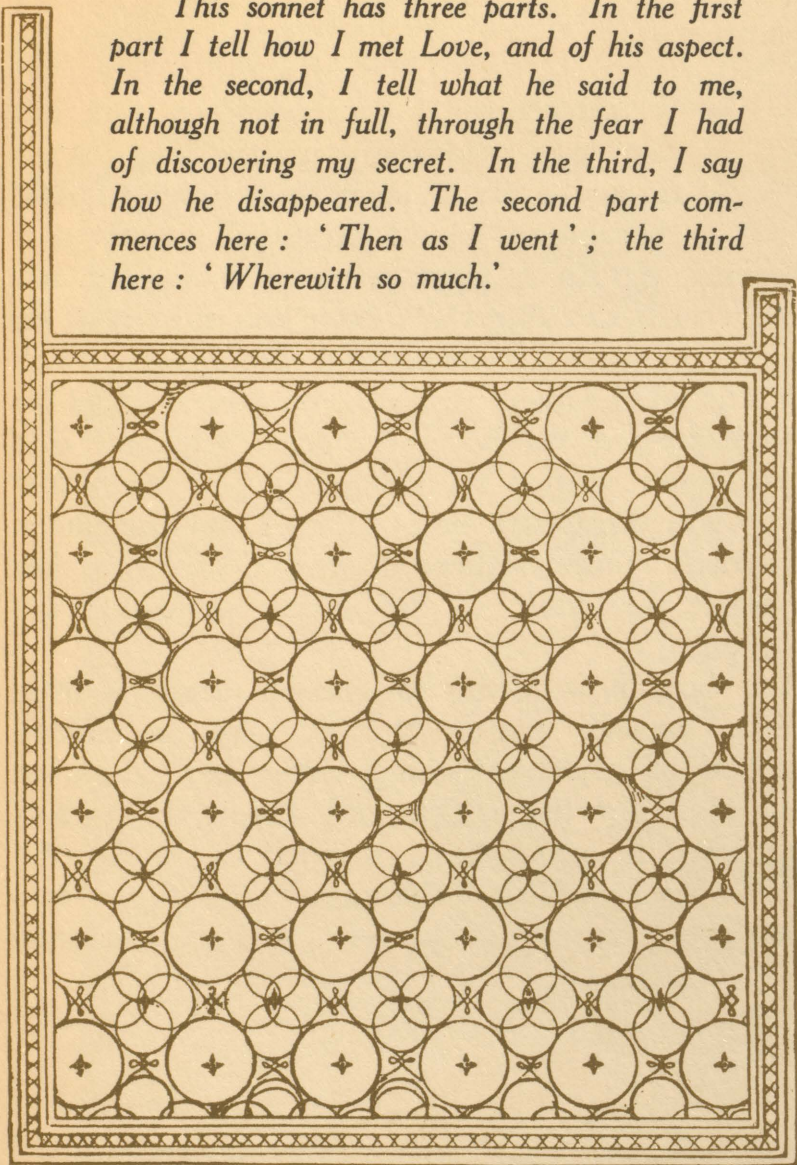 This sonnet has three parts. In the first
part I tell how I met Love, and of his aspect.
In the second, I tell what he said to me,
although not in full, through the fear I had
of discovering my secret. In the third, I say
how he disappeared. The second part com-
mences here : ‘ Then as I went ’ ; the third
here : ‘ Wherewith so much.’